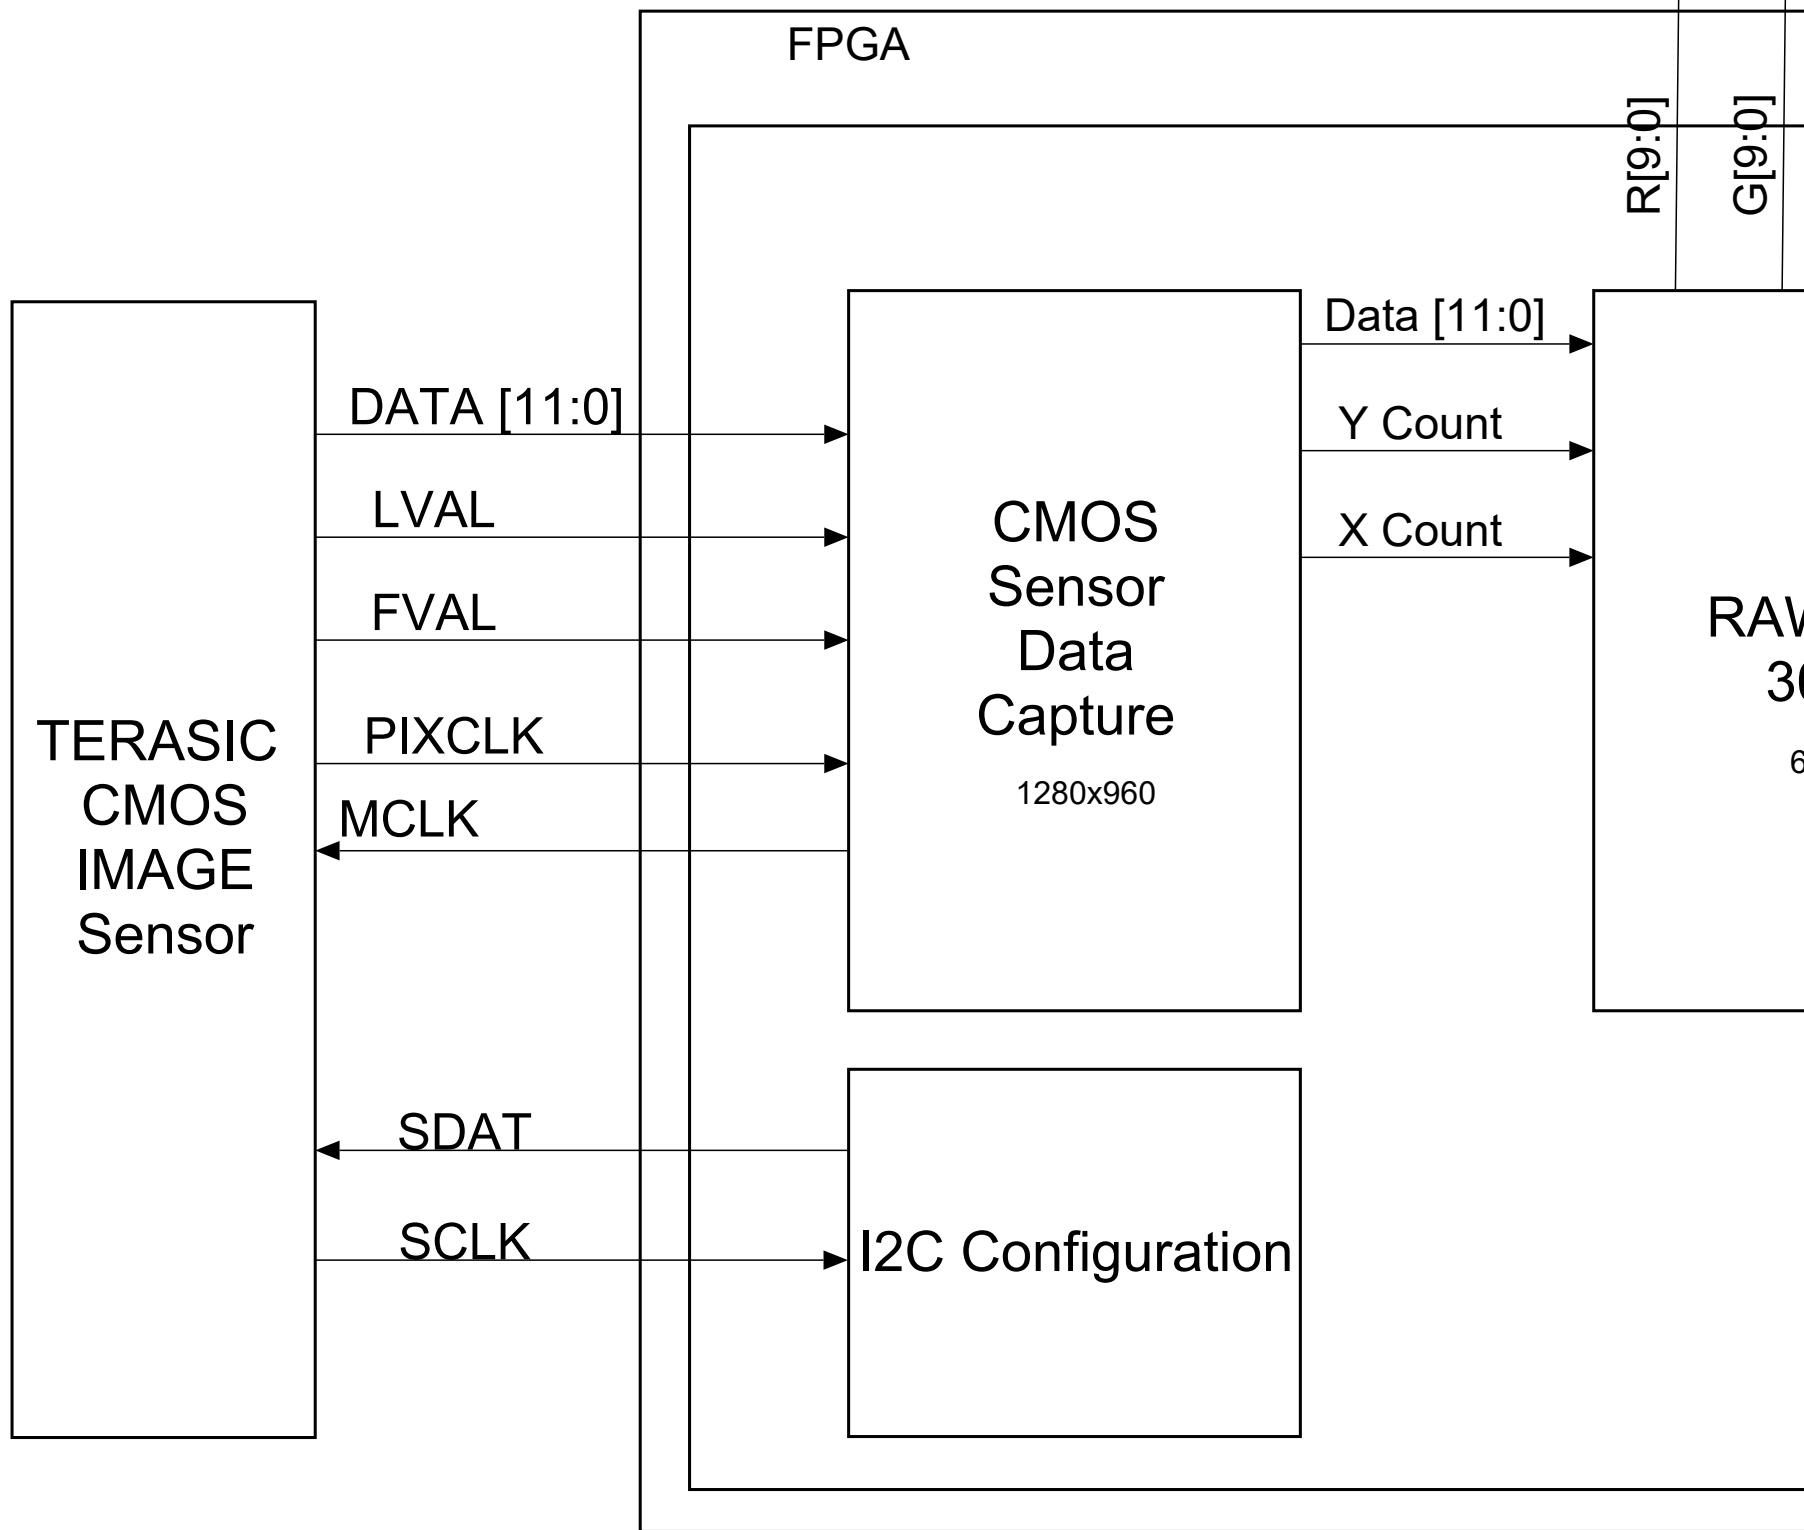 FPGA
R[9:0]
G[9:0]
Data [11:0]
DATA [11:0]
Y Count
LVAL
X Count
FVAL
CMOS
Sensor
Data
Capture
1280x960
PIXCLK
MCLK
TERASIC
CMOS
IMAGE
Sensor
SDAT
SCLK
I2C Configuration